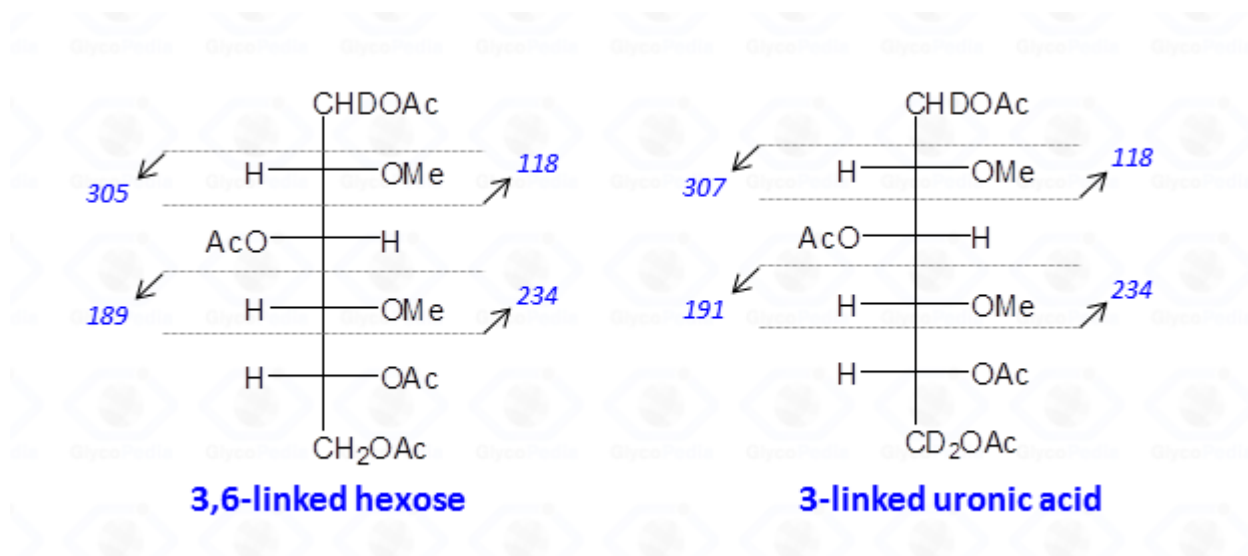 CHDOAc CHDOAc
H OMe 118 H OMe 118
305 307
AcO H AcO H
189 H OMe 234 191 H OMe 234
H OAc H OAc
CH₂OAc CD₂OAc
3,6-linked hexose 3-linked uronic acid